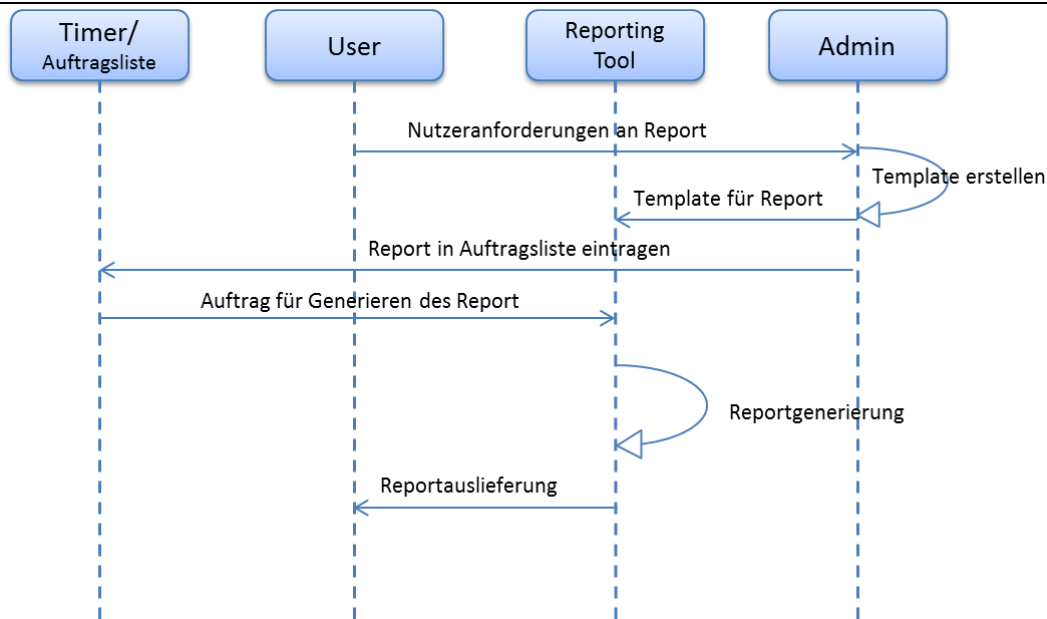 Timer/
Auftragsliste
User
Reporting
Tool
Admin
Nutzeranforderungen an Report
Template erstellen
Template für Report
Report in Auftragsliste eintragen
Auftrag für Generieren des Report
Reportgenerierung
Reportauslieferung